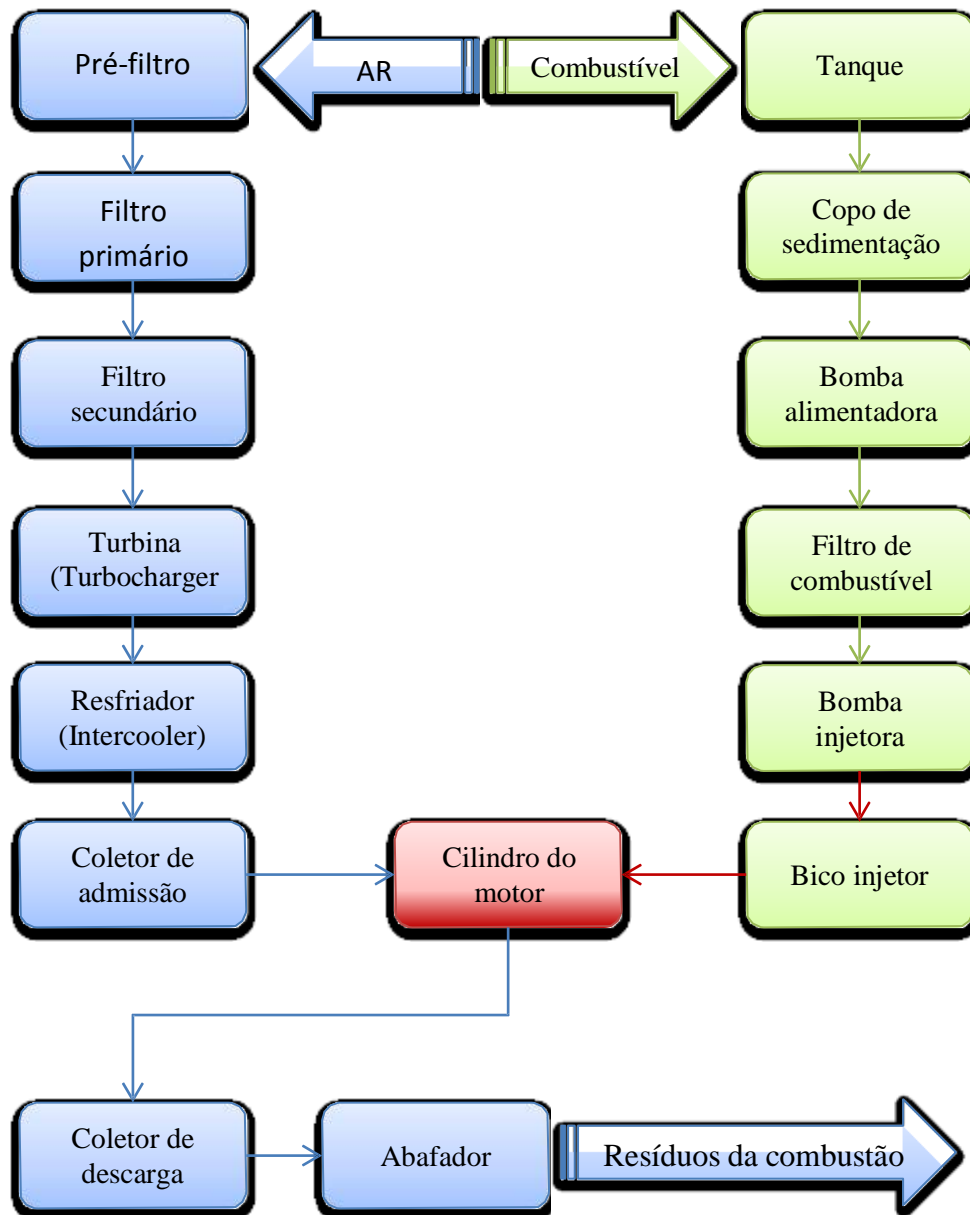 Pré-filtro
AR
Combustível
Tanque
Filtro
primário
Copo de
sedimentação
Filtro
secundário
Bomba
alimentadora
Turbina
(Turbocharger
Filtro de
combustível
Resfriador
(Intercooler)
Bomba
injetora
Coletor de
admissão
Cilindro do
motor
Bico injetor
Coletor de
descarga
Abafador
Resíduos da combustão